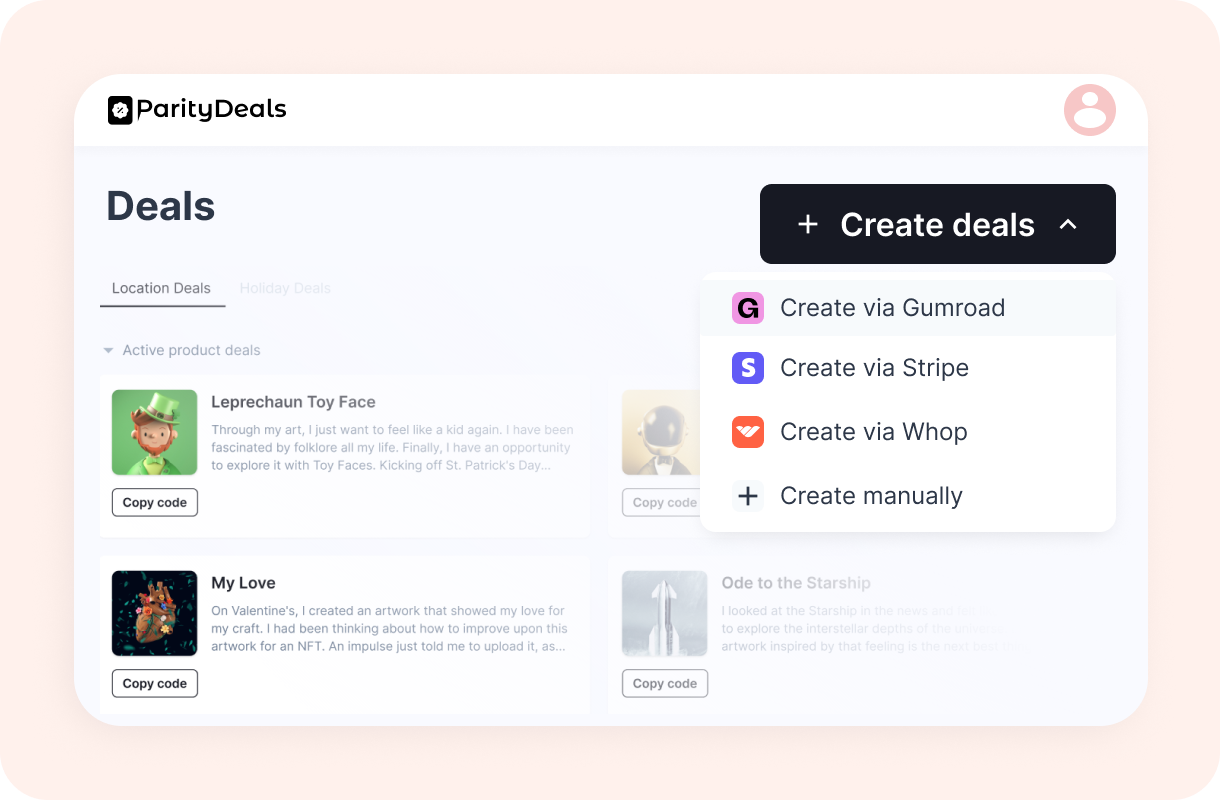 ParityDeals
Deals
Create deals
Location Deals
Holiday Deals
G Create via Gumroad
S Create via Stripe
Create via Whop
Create manually
Active product deals
Leprechaun Toy Face
Through my art, I just want to feel like a kid again. I have been
fascinated by folklore all my life. Finally, I have an opportunity
to explore it with Toy Faces. Kicking off St. Patrick's Day...
Copy code
Copy code
My Love
On Valentine's, I created an artwork that showed my love for
my craft. I had been thinking about how to improve upon this
artwork for an NFT. An impulse just told me to upload it, as...
Copy code
Ode to the Starship
I looked at the Starship in the news and
to explore the interstellar depths of the
artwork inspired by that feeling is the next
Copy code